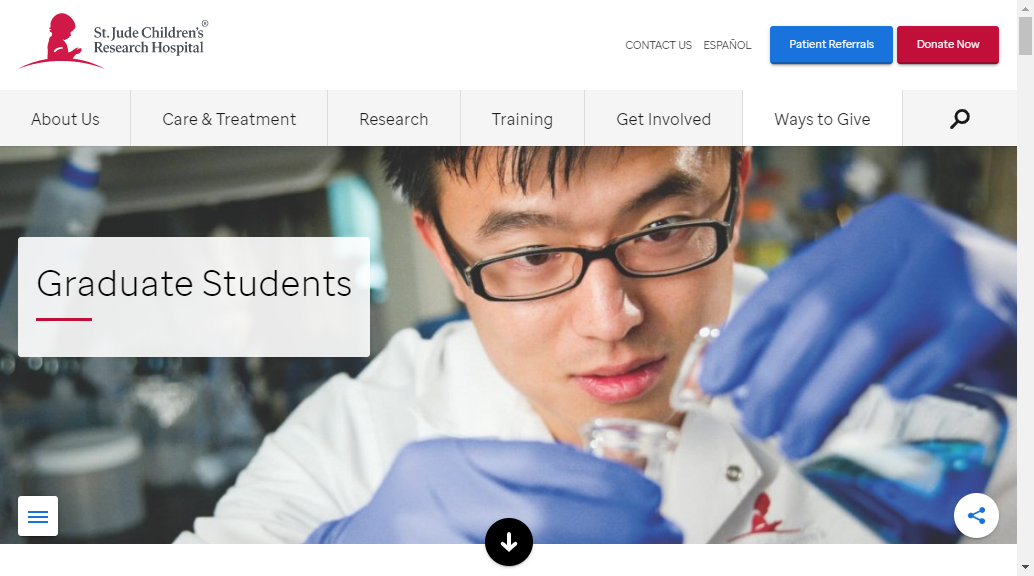 St. Jude Children's®
Research Hospital
CONTACT US
ESPAÑOL
Patient Referrals
Donate Now
About Us
Care & Treatment
Research
Training
Get Involved
Ways to Give
Graduate Students